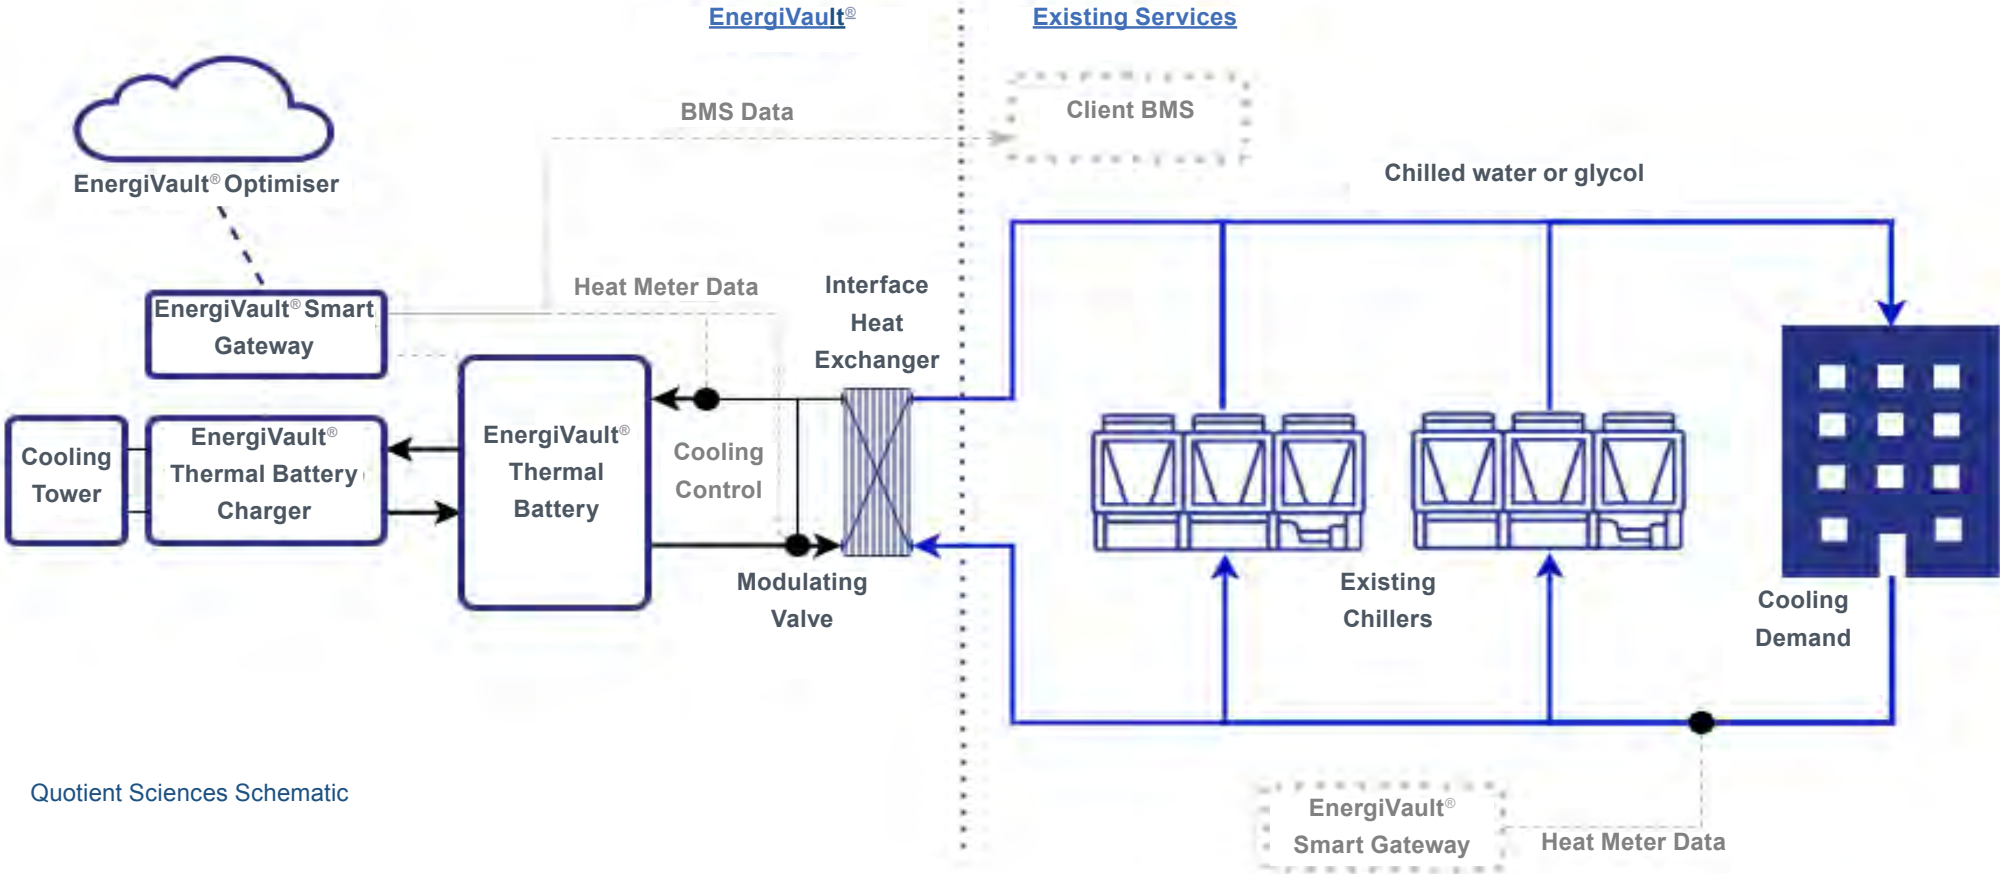 EnergiVault®
Existing Services
BMS Data
Client BMS
Chilled water or glycol
EnergiVault® Optimiser
Heat Meter Data
Interface
Heat
Exchanger
EnergiVault® Smart
Gateway
Cooling
Tower
EnergiVault®
Thermal Battery
Charger
EnergiVault®
Thermal
Battery
Cooling
Control
Modulating
Valve
Existing
Chillers
Cooling
Demand
Quotient Sciences Schematic
EnergiVault®
Smart Gateway
Heat Meter Data